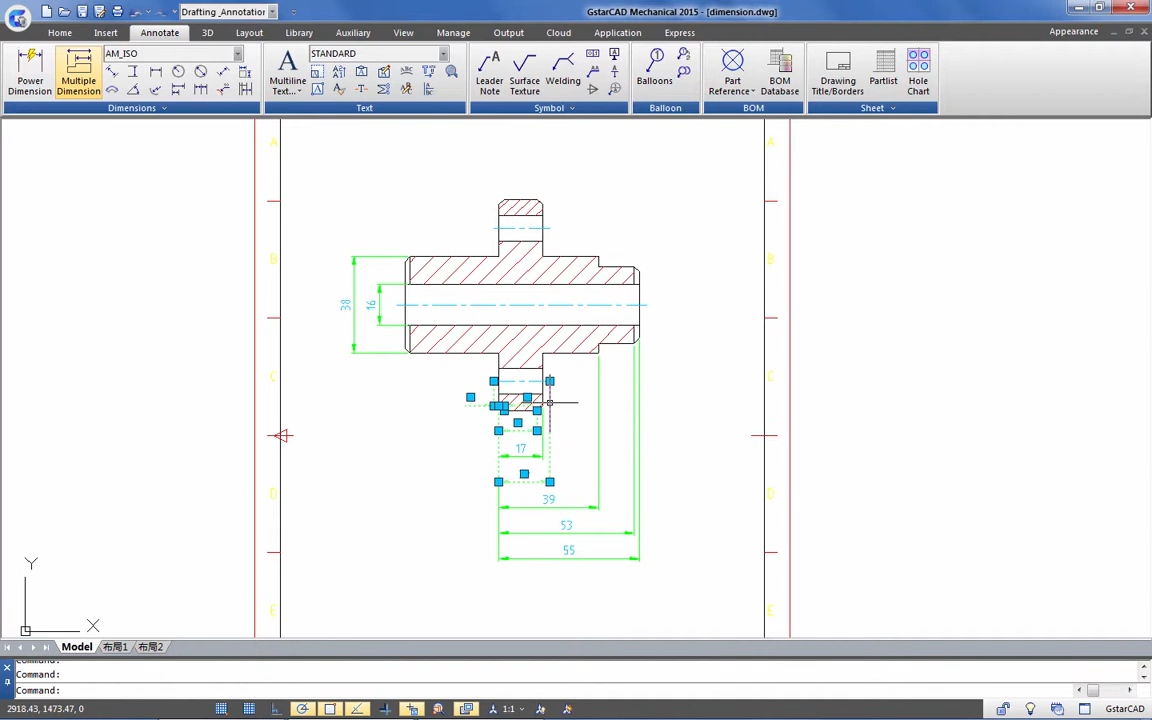 Drafting_Annotation
GstarCAD Mechanical 2015 - [dimension.dwg]
Home Insert Annotate 3D Layout Library Auxiliary View Manage Output Cloud Application Express Appearance
AM_ISO
STANDARD
Power Dimension
Multiple Dimension
Multiline Text...
Leader Note
Surface Texture
Welding
Balloons
Part Reference
BOM Database
Drawing Title/Borders
Partlist
Hole Chart
Dimensions Text Symbol Balloon BOM Sheet
A A
B B
38
16
C C
17
D D
39
53
55
Y
X
E E
Model 布局1 布局2
Command:
Command:
Command:
2918.43, 1473.47, 0
1:1
GstarCAD